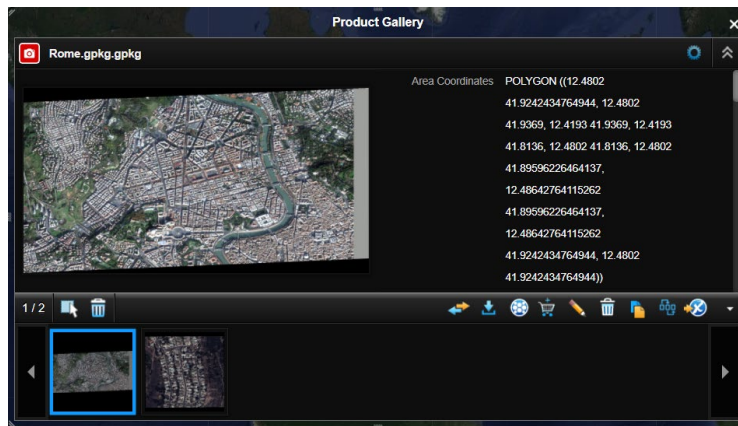 Product Gallery
Rome.gpkg.gpkg
Area Coordinates POLYGON ((12.4802
41.9242434764944, 12.4802
41.9369, 12.4193 41.9369, 12.4193
41.8136, 12.4802 41.8136, 12.4802
41.89596226464137,
12.48642764115262
41.89596226464137,
12.48642764115262
41.9242434764944, 12.4802
41.9242434764944))
1 / 2